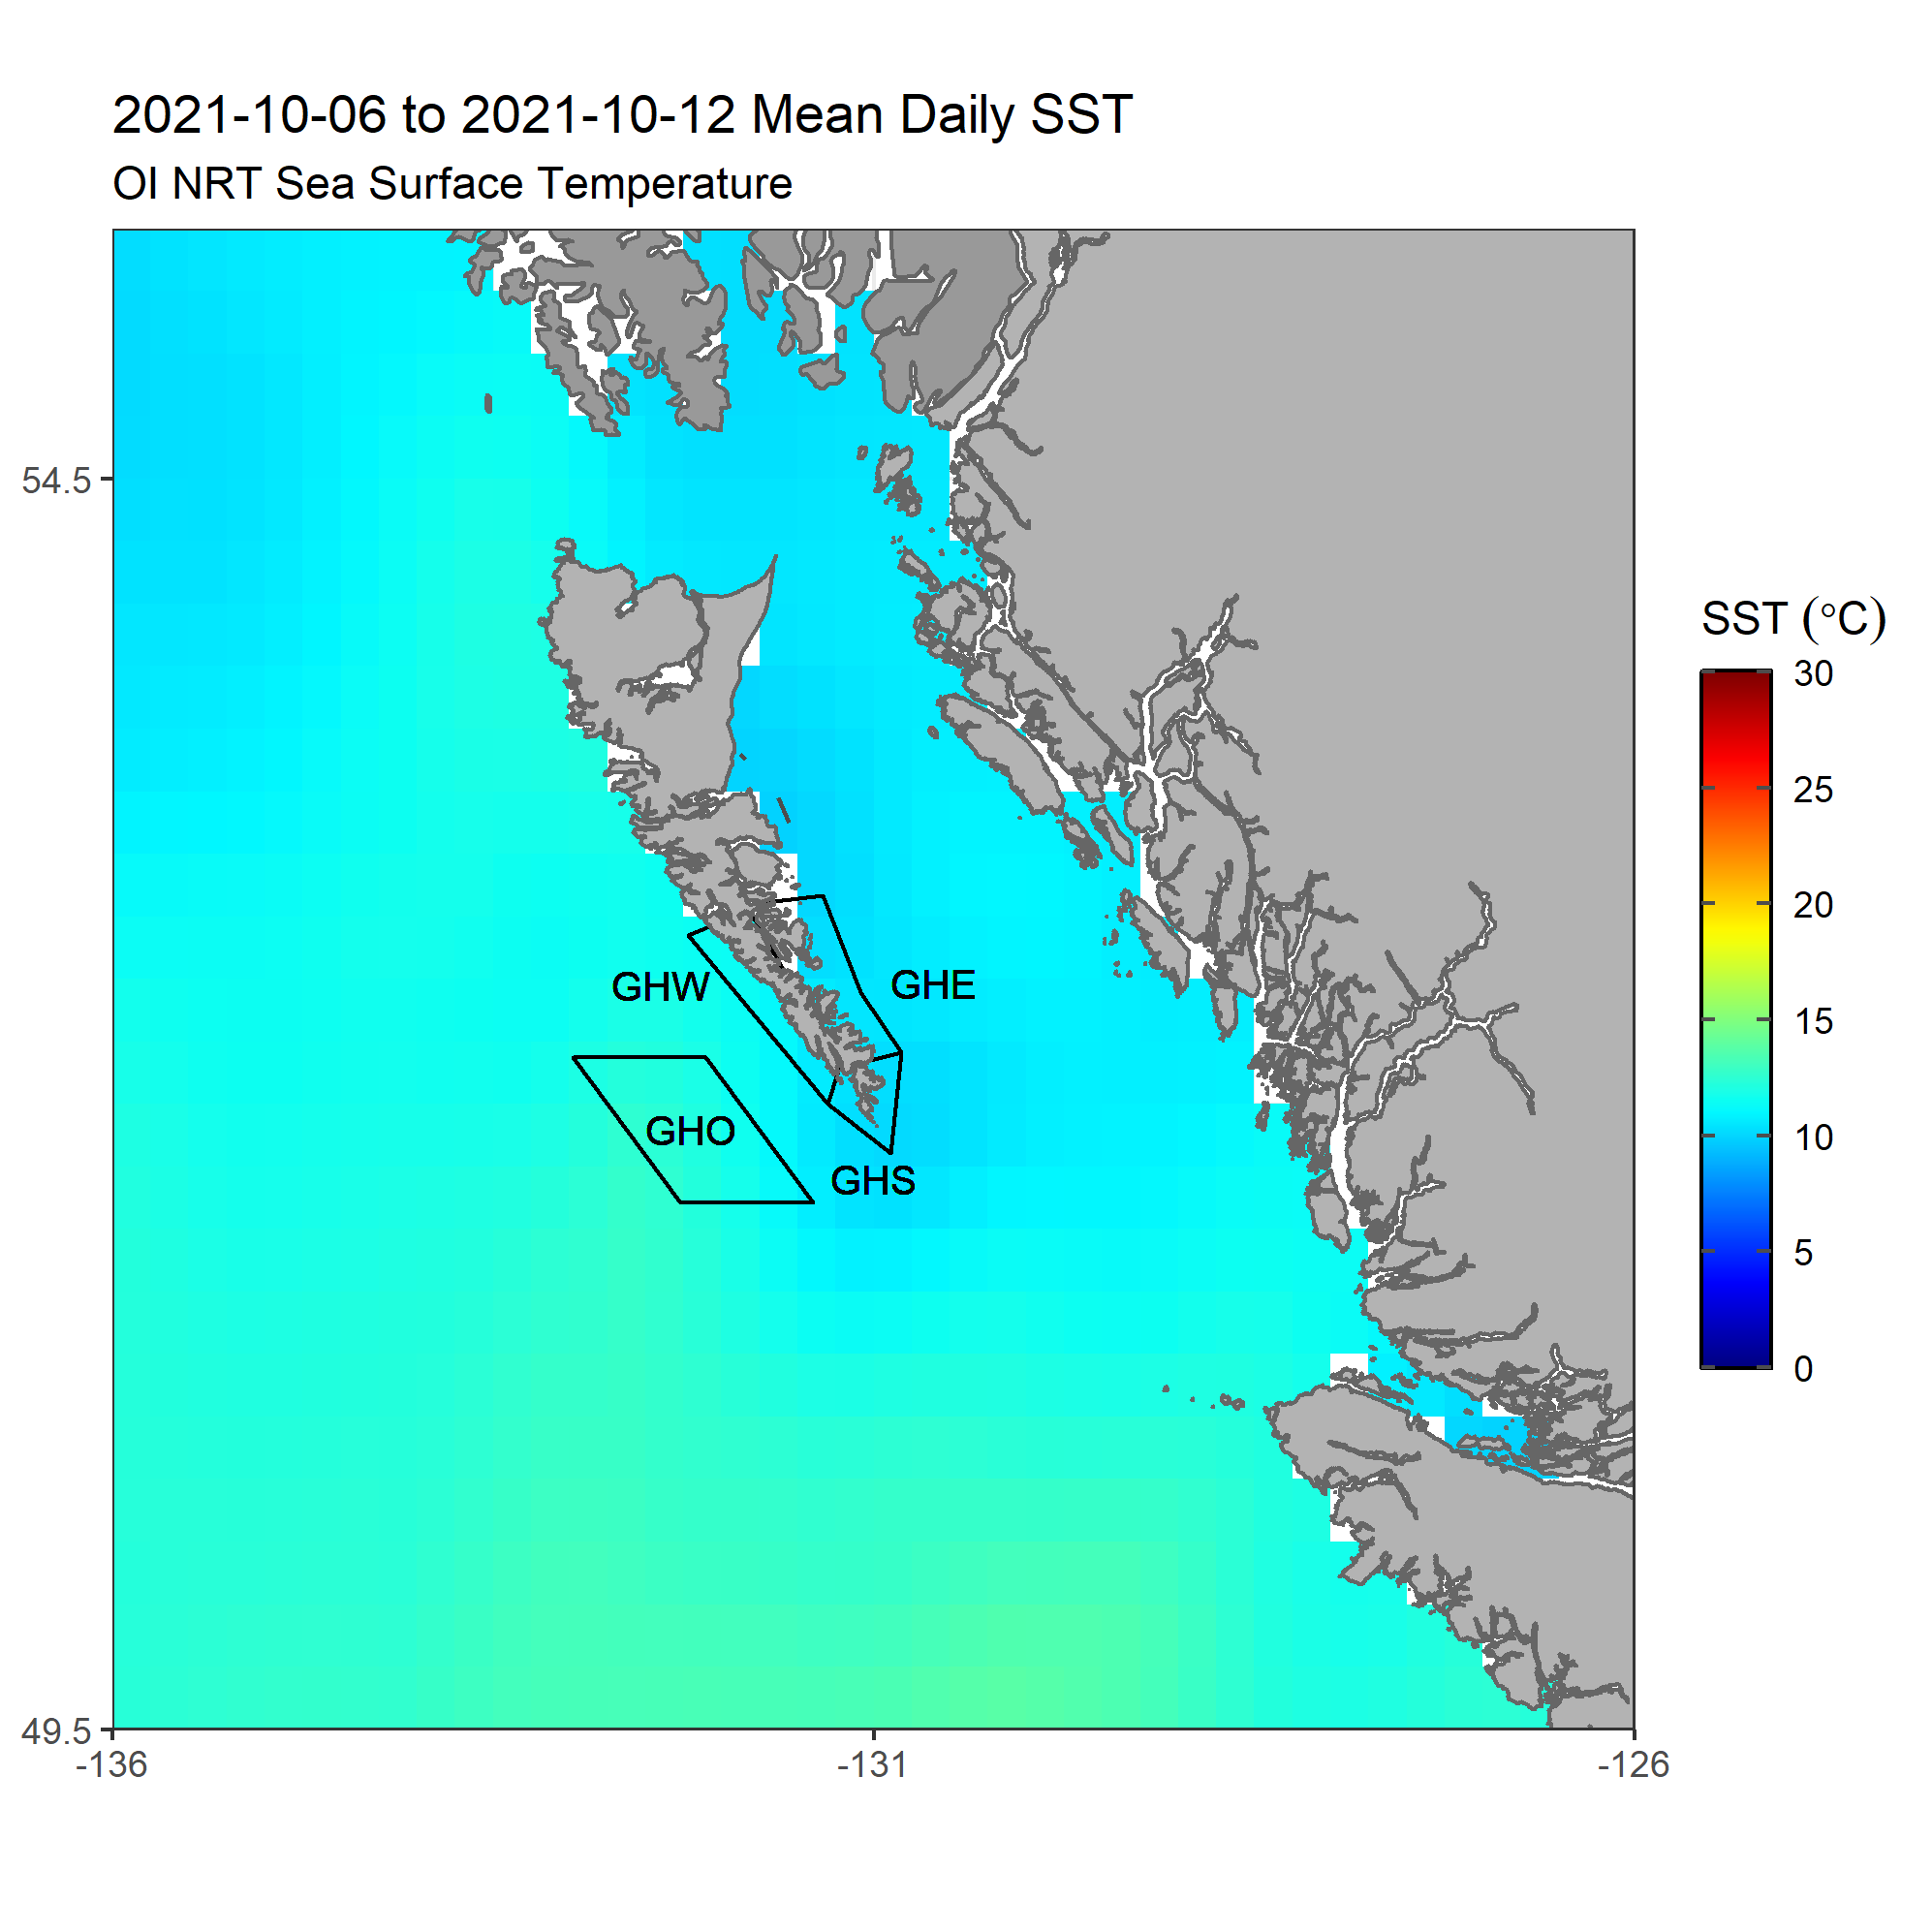 2021-10-06 to 2021-10-12 Mean Daily SST
OI NRT Sea Surface Temperature
54.5
49.5
-136
-131
-126
GHW
GHE
GHO
GHS
SST (°C)
30
25
20
15
10
5
0